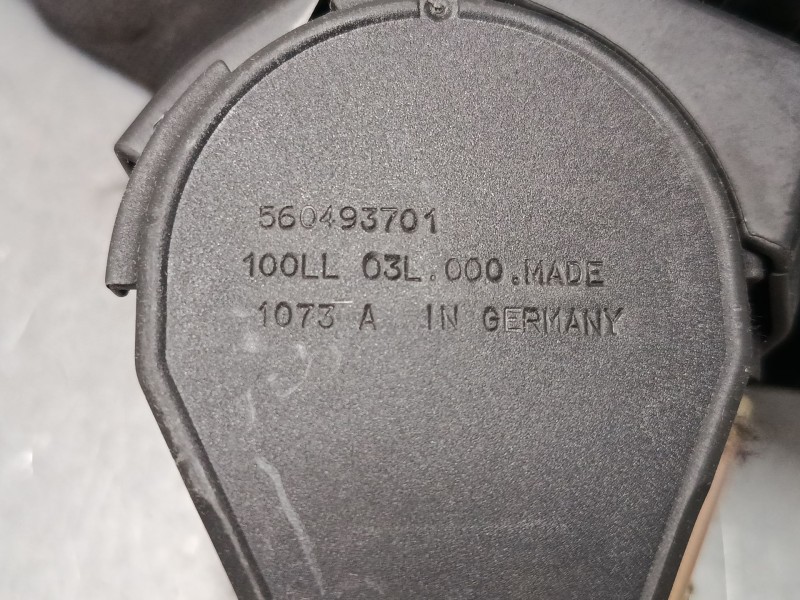 560493701
100LL 03L.000.MADE
1073 A IN GERMANY